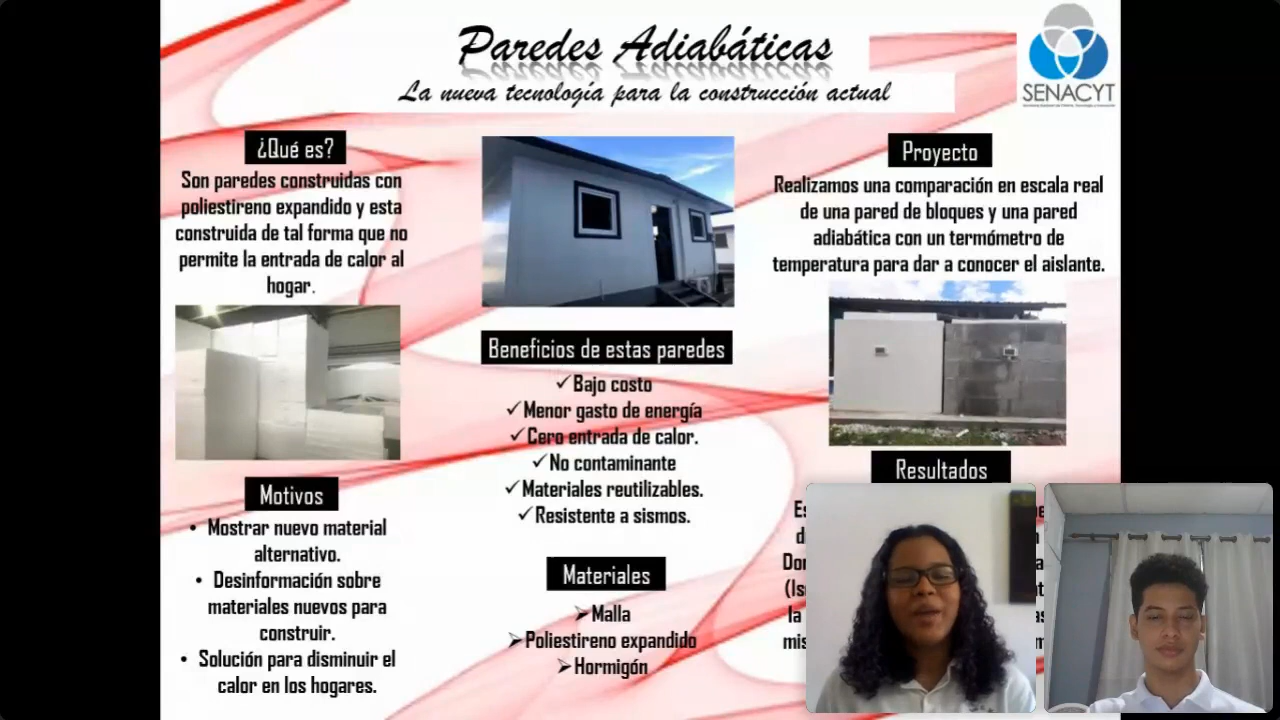 Paredes Adiabáticas
La nueva tecnología para la construcción actual
SENACYT
¿Qué es?
Son paredes construidas con
poliestireno expandido y esta
construida de tal forma que no
permite la entrada de calor al
hogar.
Motivos
• Mostrar nuevo material
alternativo.
• Desinformación sobre
materiales nuevos para
construir.
• Solución para disminuir el
calor en los hogares.
Beneficios de estas paredes
✓Bajo costo
✓Menor gasto de energía
✓Cero entrada de calor.
✓No contaminante
✓Materiales reutilizables.
✓Resistente a sismos.
Materiales
➢Malla
➢Poliestireno expandido
➢Hormigón
Proyecto
Realizamos una comparación en escala real
de una pared de bloques y una pared
adiabática con un termómetro de
temperatura para dar a conocer el aislante.
Resultados
la